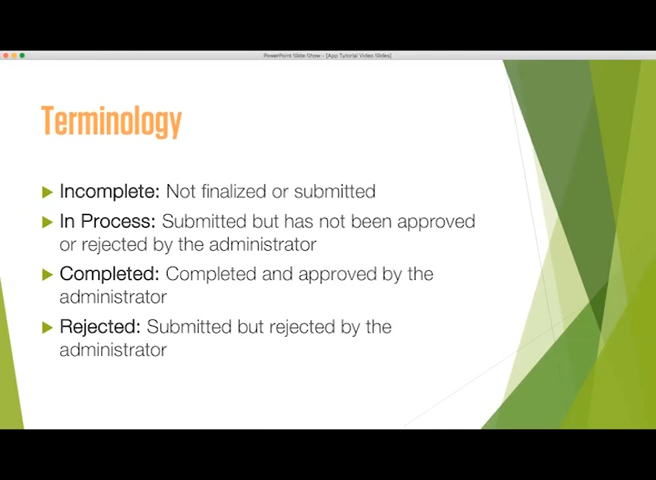 PowerPoint Slide Show - [App Tutorial Video Slides]
Terminology
Incomplete: Not finalized or submitted
In Process: Submitted but has not been approved
or rejected by the administrator
Completed: Completed and approved by the
administrator
Rejected: Submitted but rejected by the
administrator